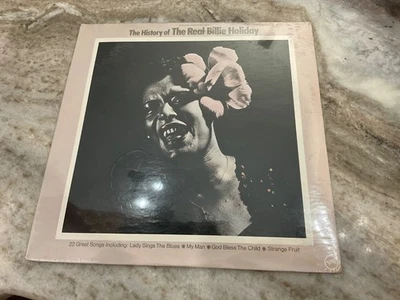 The History of The Real Billie Holiday
22 Great Songs Including: Lady Sings The Blues ✷ My Man ✷ God Bless The Child ✷ Strange Fruit